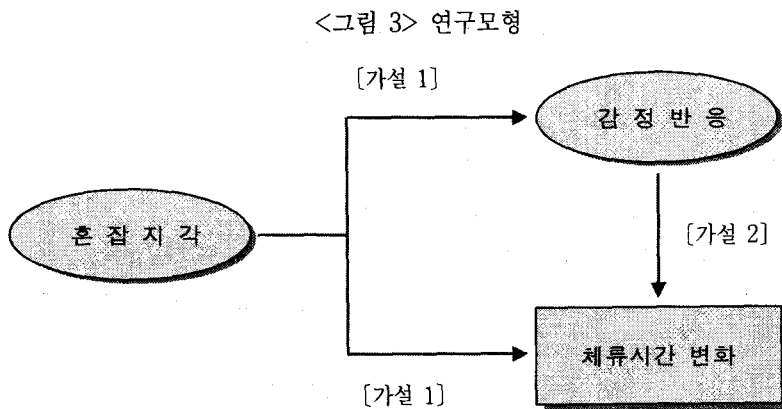 <그림 3> 연구모형
[가설 1]
감 정 반 응
혼 잡 지 각
[가설 2]
체류시간 변화
[가설 1]